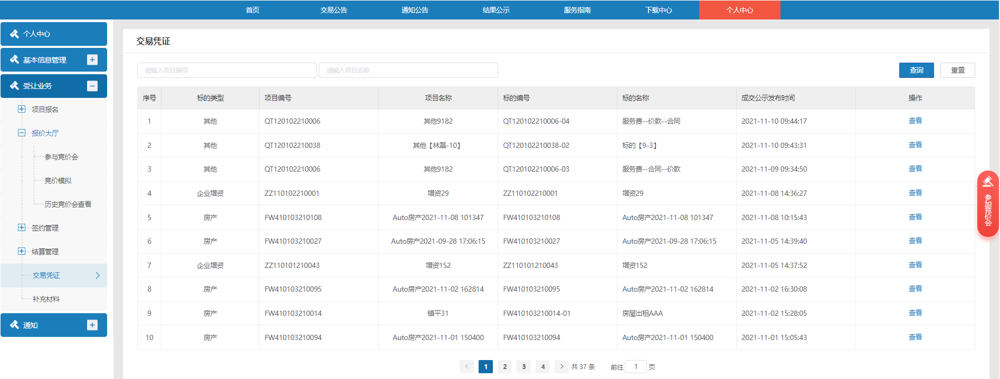 首页 交易公告 通知公告 结果公示 服务指南 下载中心 个人中心
个人中心
基本信息管理
受让业务
项目报名
报价大厅
参与竞价会
竞价模拟
历史竞价会查看
签约管理
结算管理
交易凭证
补充材料
通知
交易凭证
请输入项目编号 请输入项目名称 查询 重置
序号 标的类型 项目编号 项目名称 标的编号 标的名称 成交公示发布时间 操作
1 其他 QT120102210006 其他9182 QT120102210006-04 服务费--价款--合同 2021-11-10 09:44:17 查看
2 其他 QT120102210038 其他【林磊-10】 QT120102210038-02 标的【9-3】 2021-11-10 09:43:31 查看
3 其他 QT120102210006 其他9182 QT120102210006-03 服务费--合同--价款 2021-11-09 09:34:50 查看
4 企业增资 ZZ110102210001 增资29 ZZ110102210001 增资29 2021-11-08 14:36:27 查看
5 房产 FW410103210108 Auto房产2021-11-08 101347 FW410103210108 Auto房产2021-11-08 101347 2021-11-08 10:15:43 查看
6 房产 FW410103210027 Auto房产2021-09-28 17:06:15 FW410103210027 Auto房产2021-09-28 17:06:15 2021-11-05 14:39:40 查看
7 企业增资 ZZ110101210043 增资152 ZZ110101210043 增资152 2021-11-05 14:37:52 查看
8 房产 FW410103210095 Auto房产2021-11-02 162814 FW410103210095 Auto房产2021-11-02 162814 2021-11-02 16:30:08 查看
9 房产 FW410103210014 镇平31 FW410103210014-01 房屋出租AAA 2021-11-02 15:28:05 查看
10 房产 FW410103210094 Auto房产2021-11-01 150400 FW410103210094 Auto房产2021-11-01 150400 2021-11-01 15:05:43 查看
1 2 3 4 共 37 条 前往 1 页
参加竞价会